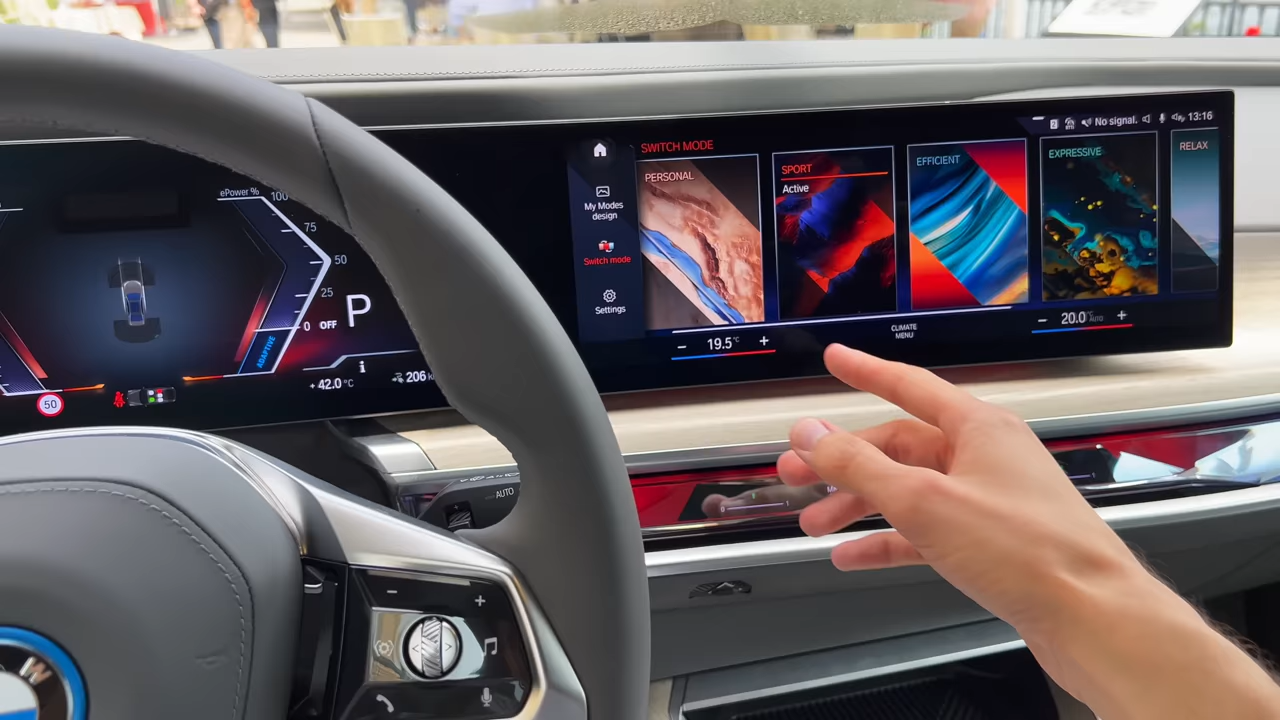 ePower %
100
75
50
25
0
OFF
P
ADAPTIVE
+42.0°C
206
50
SWITCH MODE
No signal.
13:16
My Modes
design
Switch mode
Settings
PERSONAL
SPORT
Active
EFFICIENT
EXPRESSIVE
RELAX
− 19.5°C +
CLIMATE
MENU
− 20.0°C AUTO +
AUTO
0
1
− +
W